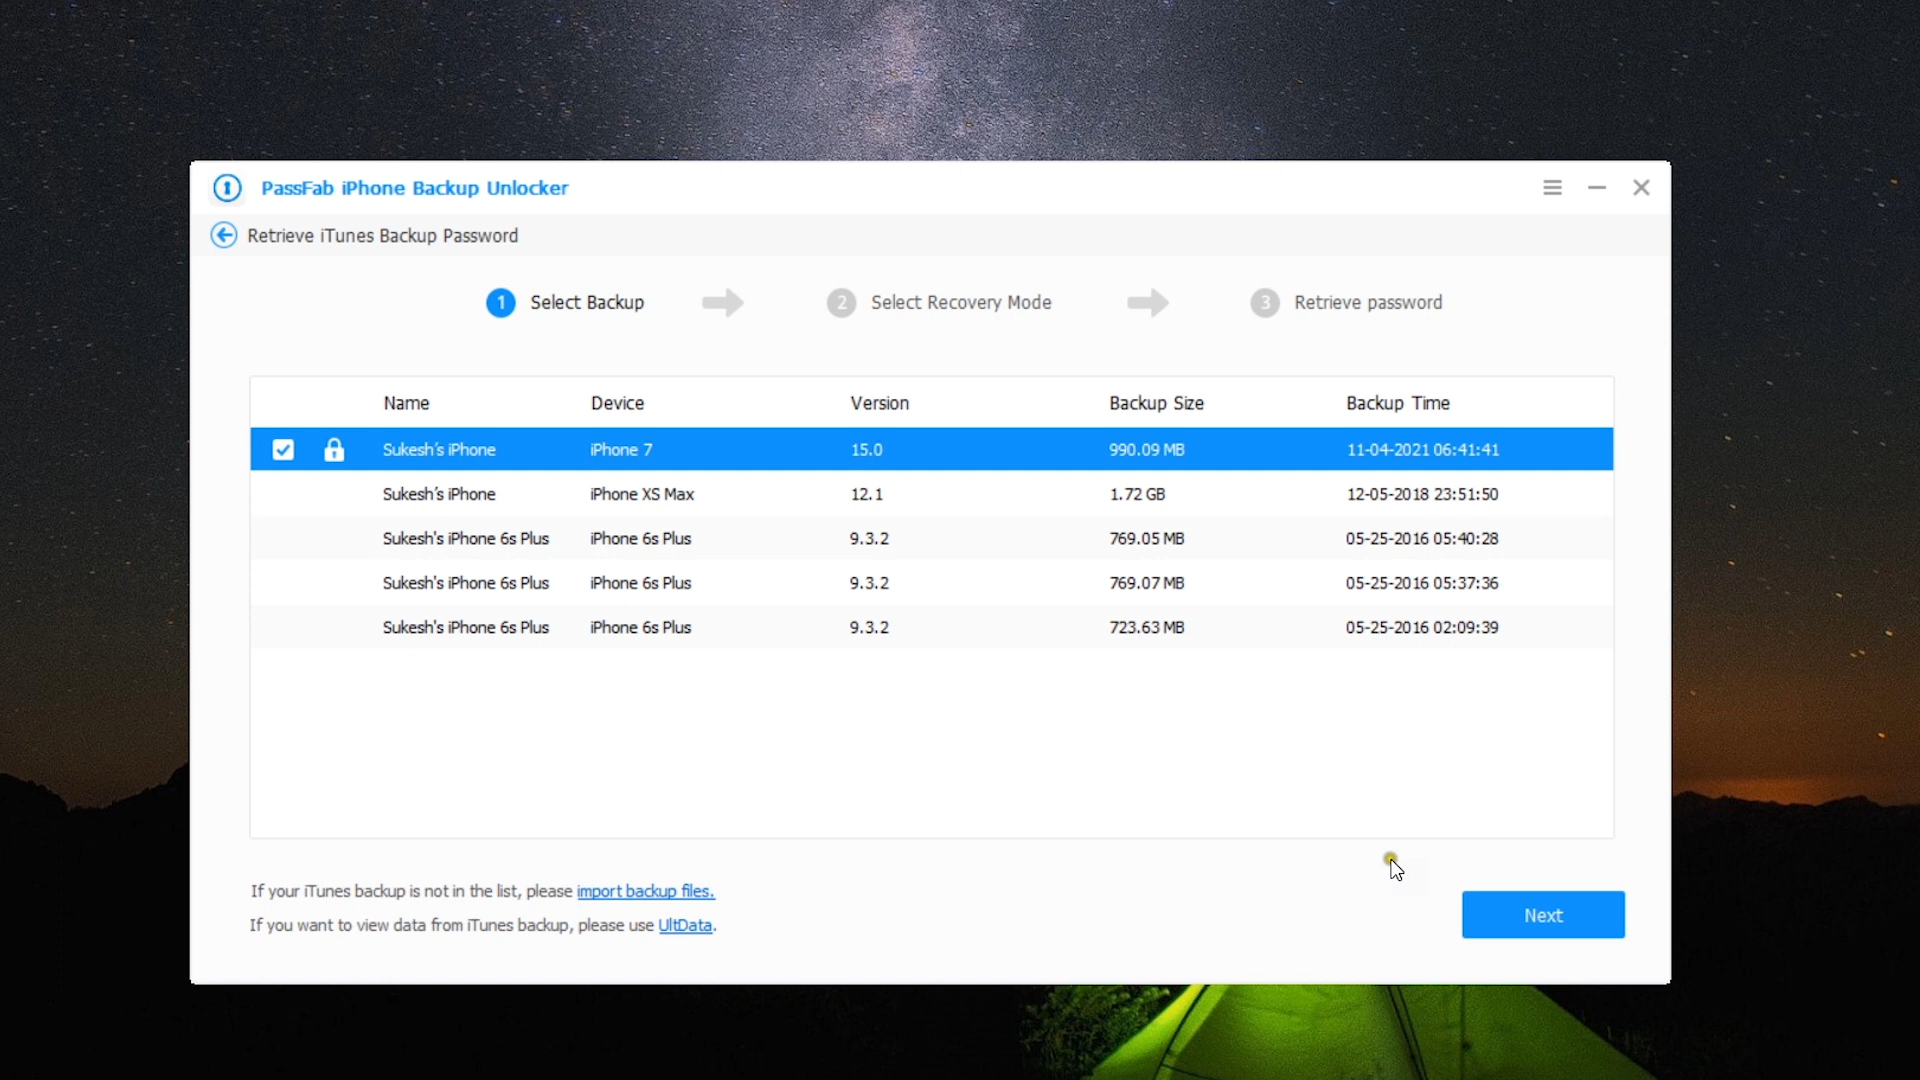 PassFab iPhone Backup Unlocker
Retrieve iTunes Backup Password
1 Select Backup 2 Select Recovery Mode 3 Retrieve password
Name Device Version Backup Size Backup Time
Sukesh’s iPhone iPhone 7 15.0 990.09 MB 11-04-2021 06:41:41
Sukesh’s iPhone iPhone XS Max 12.1 1.72 GB 12-05-2018 23:51:50
Sukesh's iPhone 6s Plus iPhone 6s Plus 9.3.2 769.05 MB 05-25-2016 05:40:28
Sukesh's iPhone 6s Plus iPhone 6s Plus 9.3.2 769.07 MB 05-25-2016 05:37:36
Sukesh's iPhone 6s Plus iPhone 6s Plus 9.3.2 723.63 MB 05-25-2016 02:09:39
If your iTunes backup is not in the list, please import backup files.
If you want to view data from iTunes backup, please use UltData.
Next